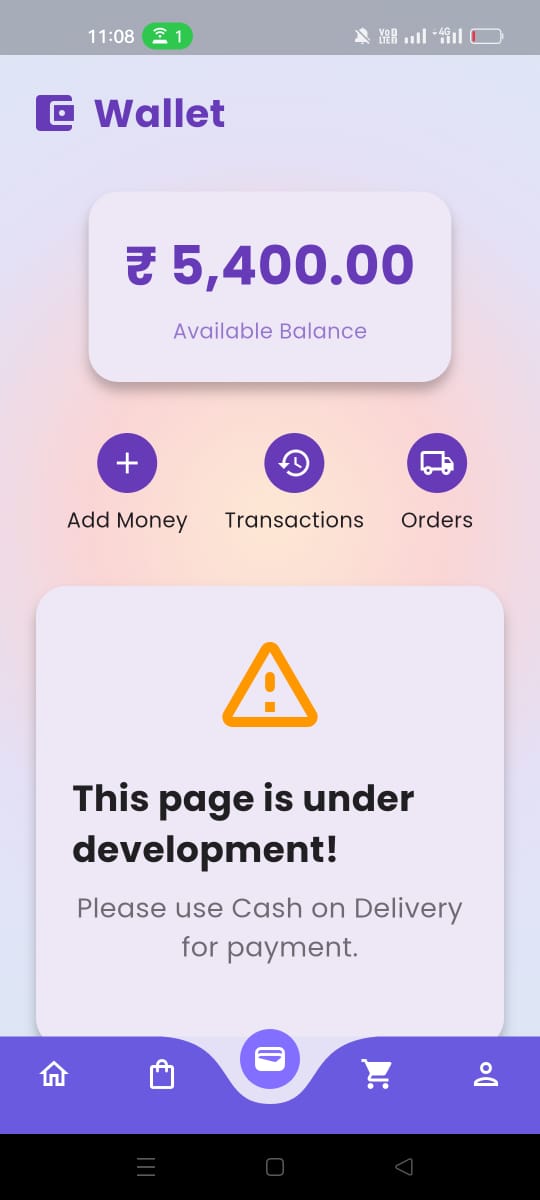 11:08
1
Vo LTE
4G
Wallet
₹ 5,400.00
Available Balance
Add Money
Transactions
Orders
This page is under
development!
Please use Cash on Delivery
for payment.